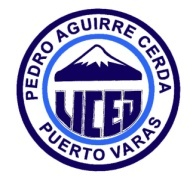 PEDRO AGUIRRE CERDA
LICEO
PUERTO VARAS